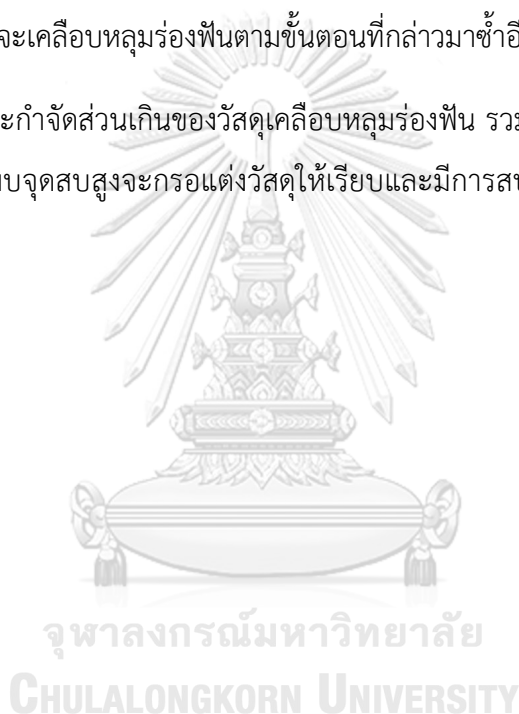 จะเคลือบหลุมร่องฟันตามขั้นตอนที่กล่าวมาซ้ำอี
ะกำจัดส่วนเกินของวัสดุเคลือบหลุมร่องฟัน รวม
บจุดสบสูงจะกรอแต่งวัสดุให้เรียบและมีการสบ
จุฬาลงกรณ์มหาวิทยาลัย
CHULALONGKORN UNIVERSITY